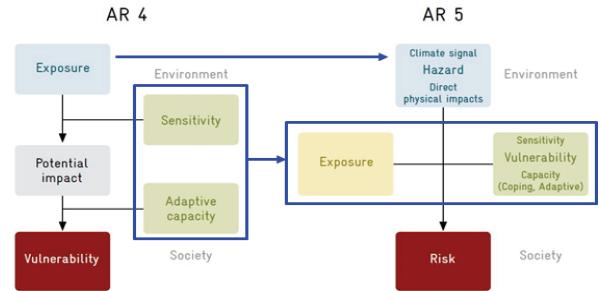 AR 4
AR 5
Exposure
Environment
Sensitivity
Potential
impact
Adaptive
capacity
Vulnerability
Society
Climate signal
Hazard
Direct
physical impacts
Environment
Exposure
Sensitivity
Vulnerability
Capacity
(Coping, Adaptive)
Risk
Society